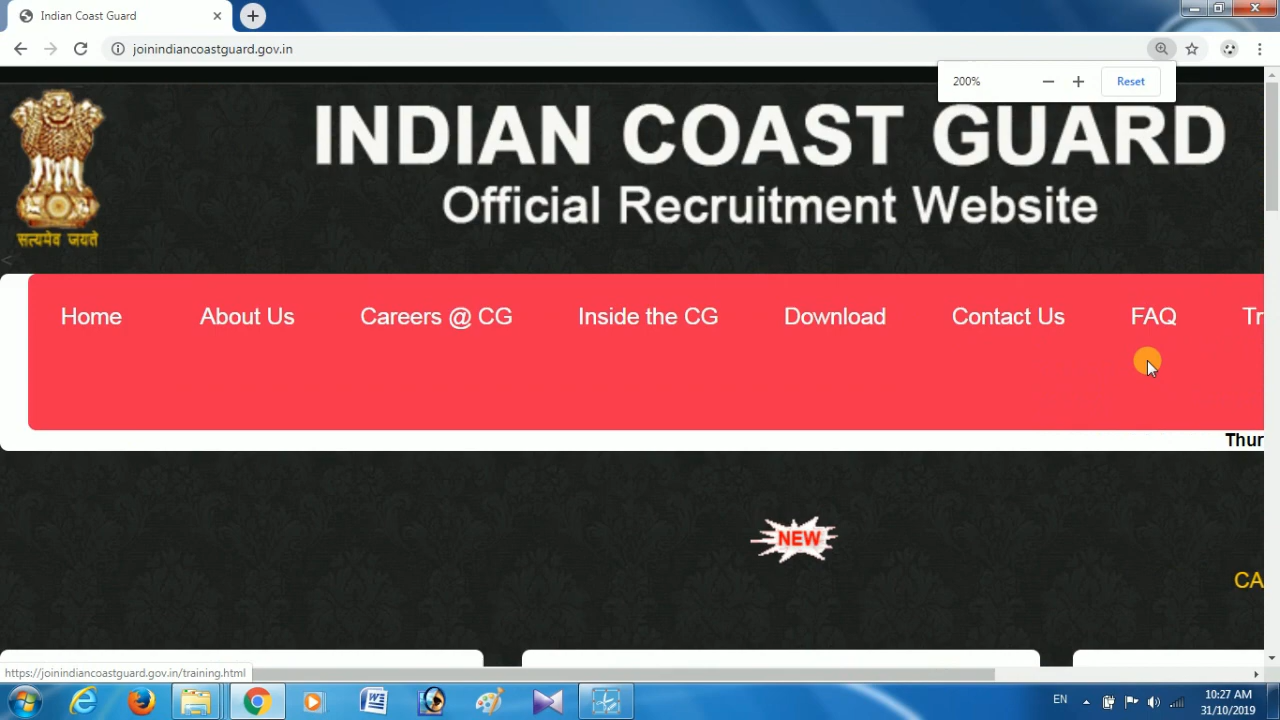 Indian Coast Guard
joinindiancoastguard.gov.in
200%
Reset
INDIAN COAST GUARD
Official Recruitment Website
सत्यमेव जयते
<
Home About Us Careers @ CG Inside the CG Download Contact Us FAQ Tr
Thur
NEW
CA
https://joinindiancoastguard.gov.in/training.html
EN
10:27 AM
31/10/2019